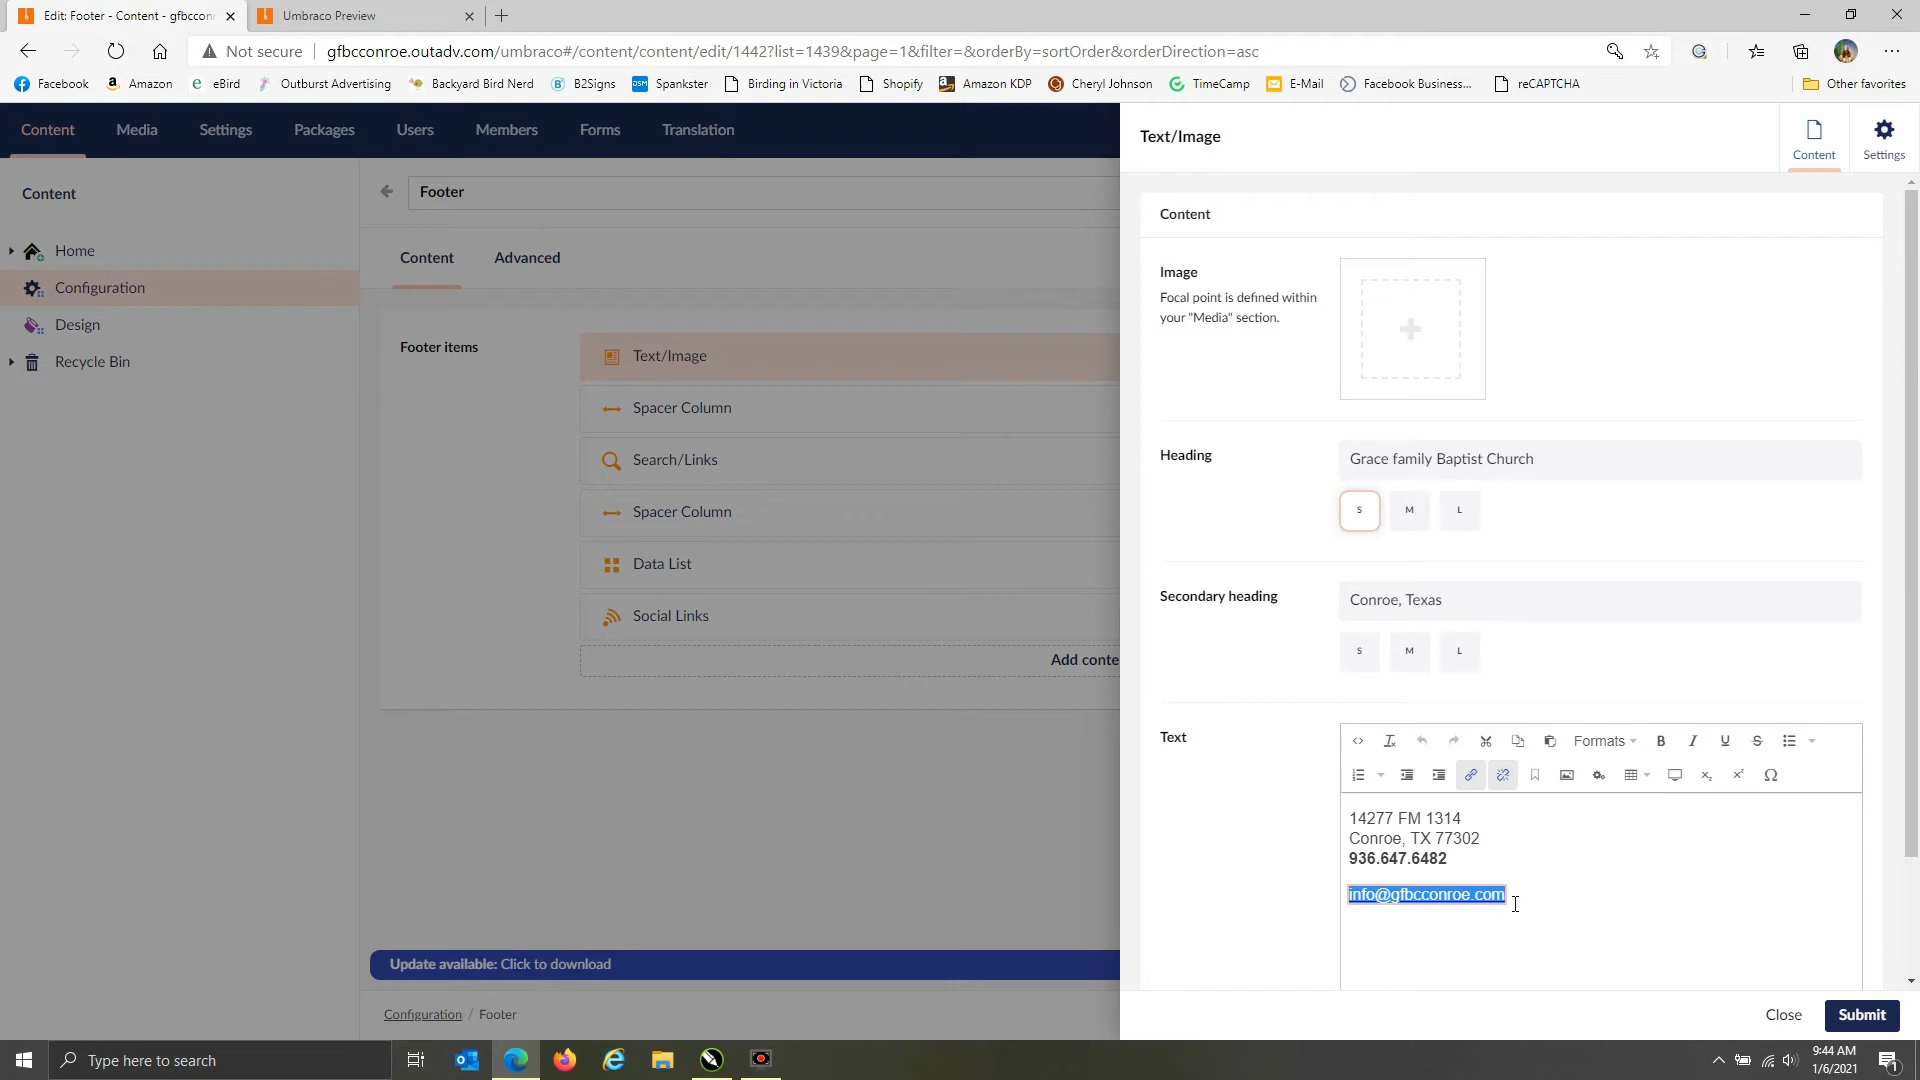 Edit: Footer - Content - gfbcconr
Umbraco Preview
Not secure
gfbcconroe.outadv.com/umbraco#/content/content/edit/1442?list=1439&page=1&filter=&orderBy=sortOrder&orderDirection=asc
Facebook
Amazon
eBird
Outburst Advertising
Backyard Bird Nerd
B2Signs
Spankster
Birding in Victoria
Shopify
Amazon KDP
Cheryl Johnson
TimeCamp
E-Mail
Facebook Business...
reCAPTCHA
Other favorites
Content
Media
Settings
Packages
Users
Members
Forms
Translation
Text/Image
Content
Settings
Content
Home
Configuration
Design
Recycle Bin
Footer
Content
Advanced
Footer items
Text/Image
Spacer Column
Search/Links
Spacer Column
Data List
Social Links
Add conte
Update available: Click to download
Configuration / Footer
Content
Image
Focal point is defined within
your "Media" section.
Heading
Grace family Baptist Church
S M L
Secondary heading
Conroe, Texas
S M L
Text
Formats
14277 FM 1314
Conroe, TX 77302
936.647.6482
info@gfbcconroe.com
Close
Submit
Type here to search
9:44 AM
1/6/2021
1